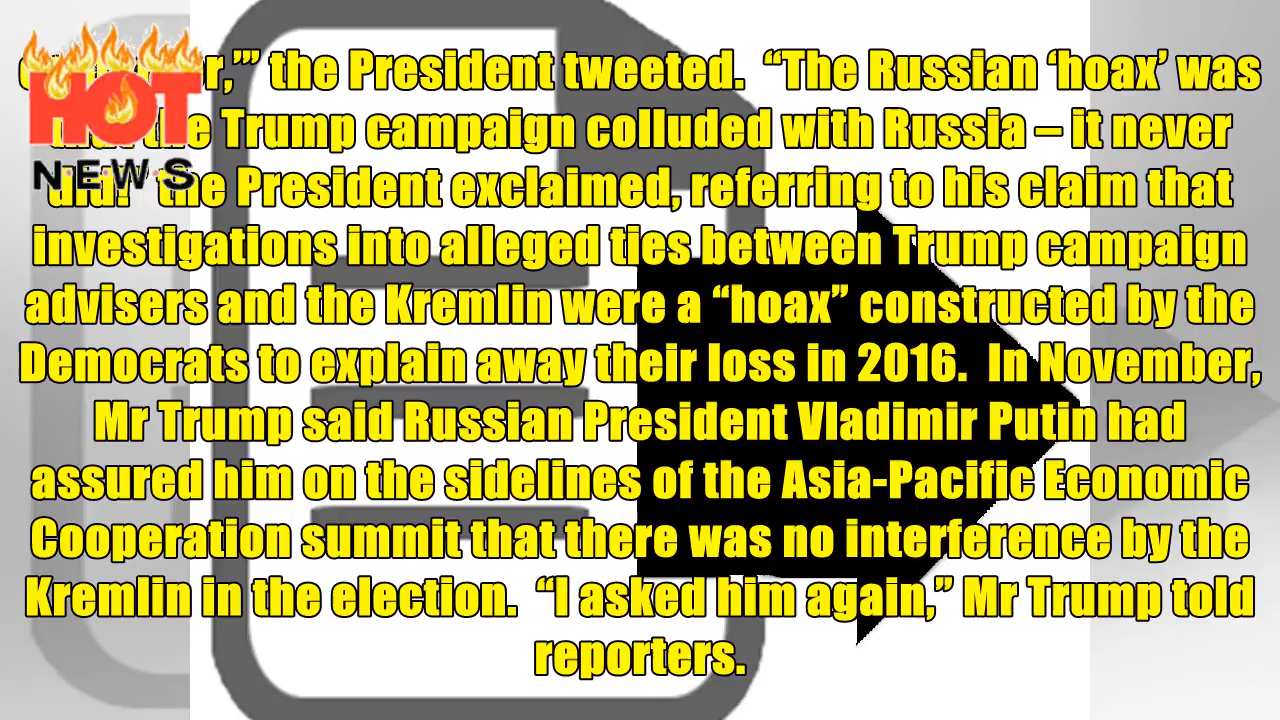 HOT
NEWS
the President tweeted. “The Russian ‘hoax’ was
the Trump campaign colluded with Russia – it never
did!” the President exclaimed, referring to his claim that
investigations into alleged ties between Trump campaign
advisers and the Kremlin were a “hoax” constructed by the
Democrats to explain away their loss in 2016. In November,
Mr Trump said Russian President Vladimir Putin had
assured him on the sidelines of the Asia-Pacific Economic
Cooperation summit that there was no interference by the
Kremlin in the election. “I asked him again,” Mr Trump told
reporters.